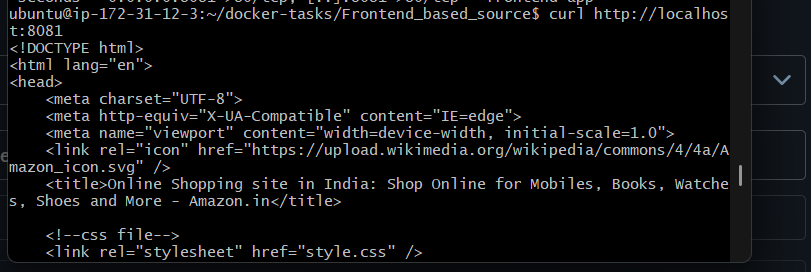 ubuntu@ip-172-31-12-3:~/docker-tasks/Frontend_based_source$ curl http://localhos
t:8081
<!DOCTYPE html>
<html lang="en">
<head>
    <meta charset="UTF-8">
    <meta http-equiv="X-UA-Compatible" content="IE=edge">
    <meta name="viewport" content="width=device-width, initial-scale=1.0">
    <link rel="icon" href="https://upload.wikimedia.org/wikipedia/commons/4/4a/A
mazon_icon.svg" />
    <title>Online Shopping site in India: Shop Online for Mobiles, Books, Watche
s, Shoes and More - Amazon.in</title>

    <!--css file-->
    <link rel="stylesheet" href="style.css" />